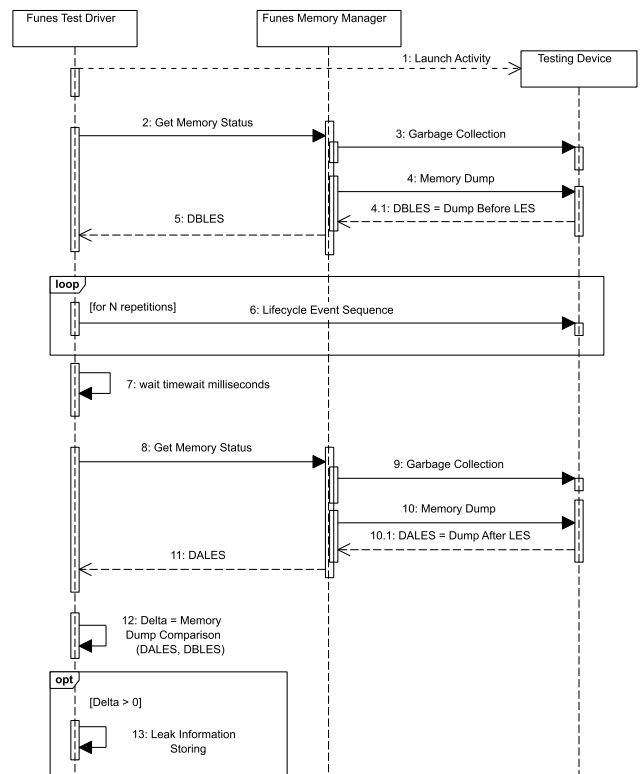 Funes Test Driver
Funes Memory Manager
1: Launch Activity
Testing Device
2: Get Memory Status
3: Garbage Collection
4: Memory Dump
4.1: DBLES = Dump Before LES
5: DBLES
loop
[for N repetitions]
6: Lifecycle Event Sequence
7: wait timewait milliseconds
8: Get Memory Status
9: Garbage Collection
10: Memory Dump
10.1: DALES = Dump After LES
11: DALES
12: Delta = Memory
Dump Comparison
(DALES, DBLES)
opt
[Delta > 0]
13: Leak Information
Storing